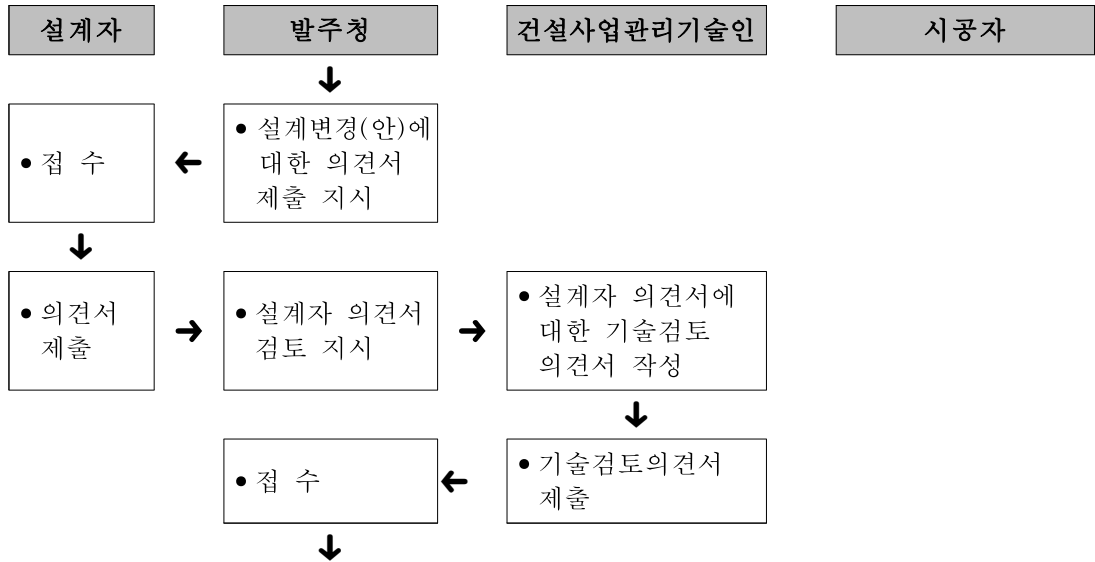 설계자
발주청
건설사업관리기술인
시공자
• 설계변경(안)에
대한 의견서
제출 지시
• 접 수
• 의견서
제출
• 설계자 의견서
검토 지시
• 설계자 의견서에
대한 기술검토
의견서 작성
• 기술검토의견서
제출
• 접 수